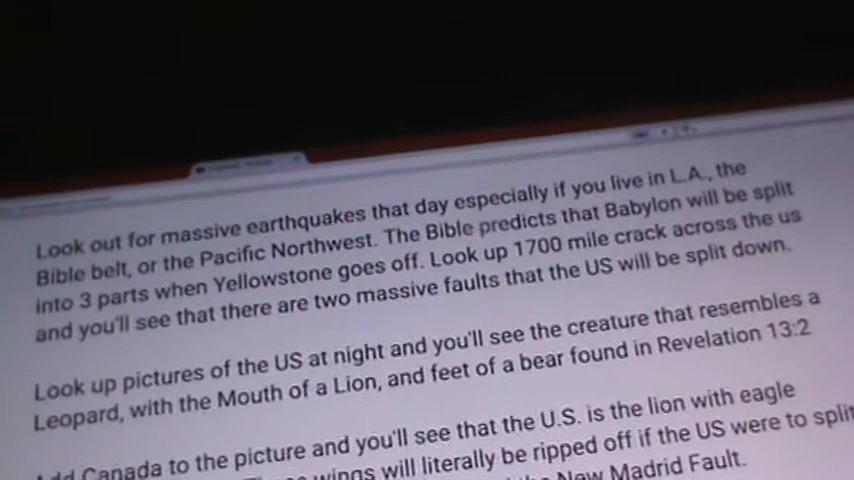 Look out for massive earthquakes that day especially if you live in L.A., the
Bible belt, or the Pacific Northwest. The Bible predicts that Babylon will be split
into 3 parts when Yellowstone goes off. Look up 1700 mile crack across the us
and you'll see that there are two massive faults that the US will be split down.
Look up pictures of the US at night and you'll see the creature that resembles a
Leopard, with the Mouth of a Lion, and feet of a bear found in Revelation 13:2
Canada to the picture and you'll see that the U.S. is the lion with eagle
wings will literally be ripped off if the US were to split
New Madrid Fault.